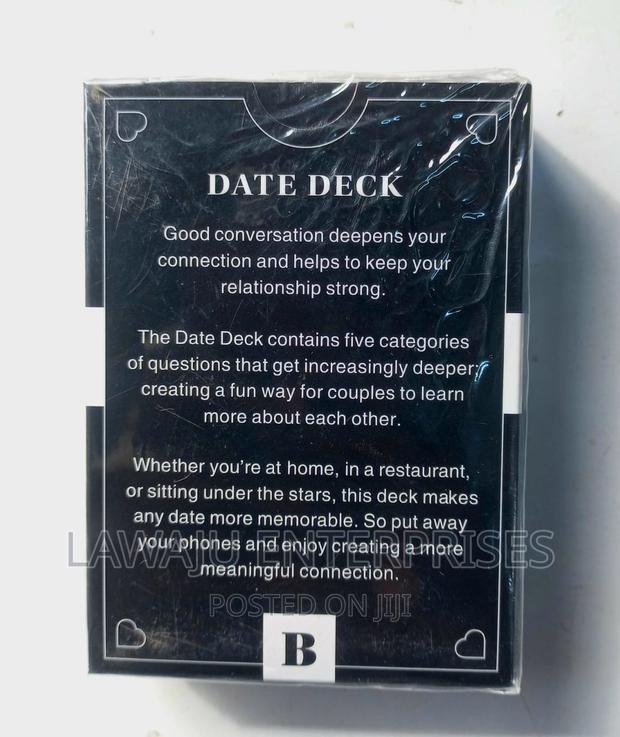 DATE DECK
Good conversation deepens your
connection and helps to keep your
relationship strong.
The Date Deck contains five categories
of questions that get increasingly deeper;
creating a fun way for couples to learn
more about each other.
Whether you're at home, in a restaurant,
or sitting under the stars, this deck makes
any date more memorable. So put away
your phones and enjoy creating a more
meaningful connection.
LAWAJU ENTERPRISES
POSTED ON JIJI
B